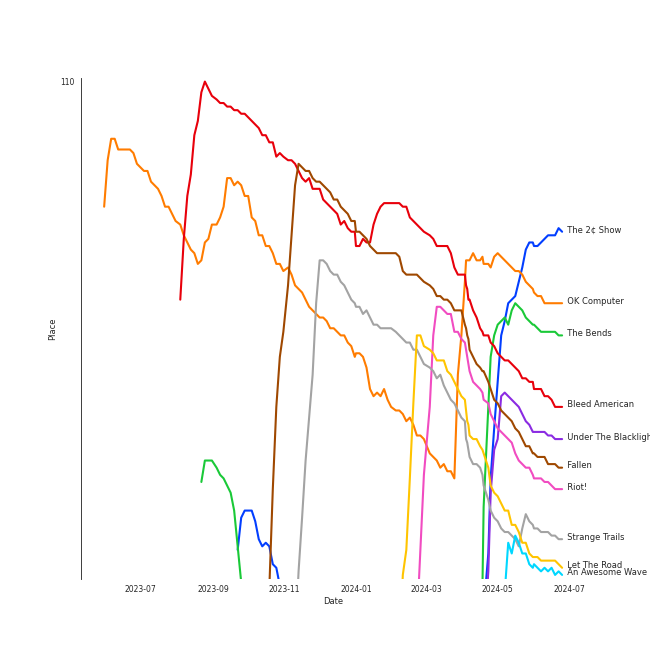 110
Place
The 2¢ Show
OK Computer
The Bends
Bleed American
Under The Blackligh
Fallen
Riot!
Strange Trails
Let The Road
An Awesome Wave
2023-07 2023-09 2023-11 2024-01 2024-03 2024-05 2024-07
Date